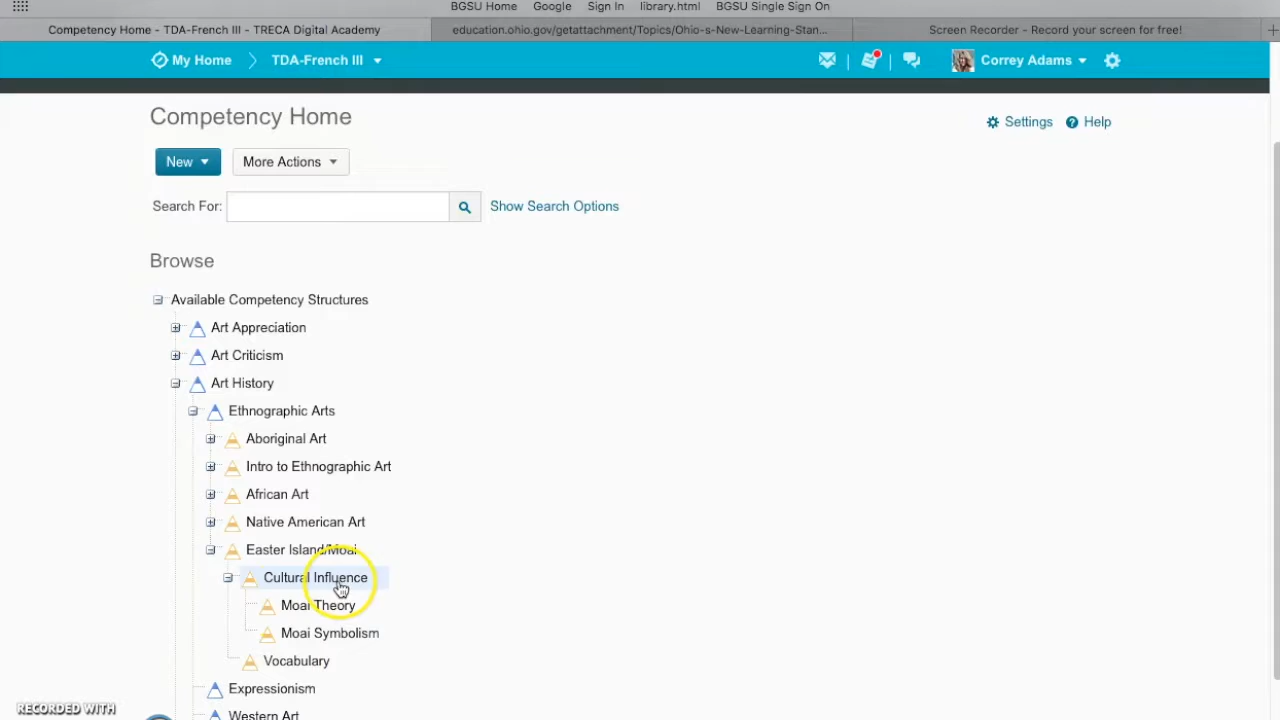 BGSU Home Google Sign In library.html BGSU Single Sign On
Competency Home - TDA-French III - TRECA Digital Academy education.ohio.gov/getattachment/Topics/Ohio-s-New-Learning-Stan... Screen Recorder - Record your screen for free!
My Home TDA-French III Correy Adams
Competency Home
Settings Help
New More Actions
Search For: Show Search Options
Browse
Available Competency Structures
Art Appreciation
Art Criticism
Art History
Ethnographic Arts
Aboriginal Art
Intro to Ethnographic Art
African Art
Native American Art
Easter Island/Moai
Cultural Influence
Moai Theory
Moai Symbolism
Vocabulary
Expressionism
Western Art
RECORDED WITH